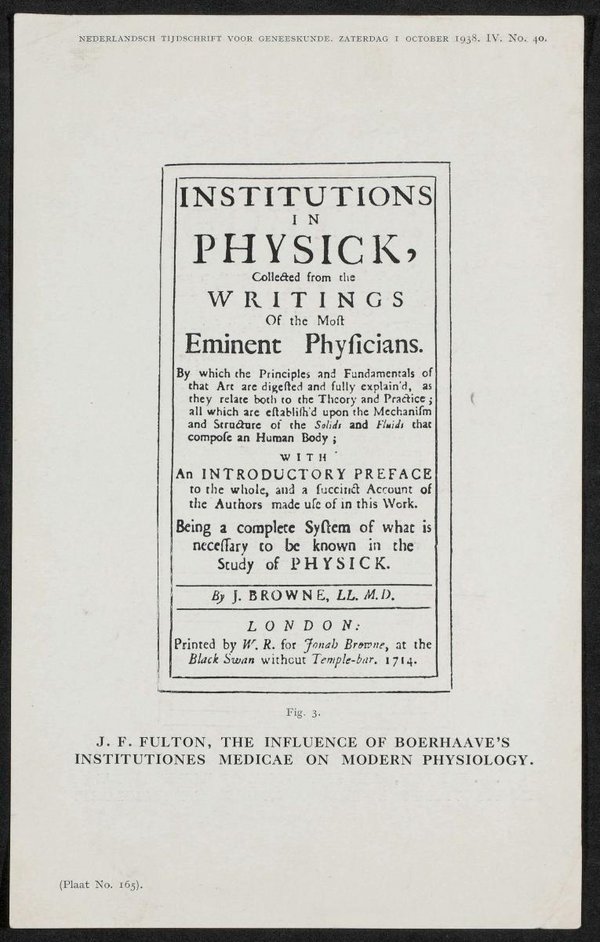 NEDERLANDSCH TIJDSCHRIFT VOOR GENEESKUNDE. ZATERDAG 1 OCTOBER 1938. IV. No. 40.
INSTITUTIONS
IN
PHYSICK,
Collected from the
WRITINGS
Of the Moſt
Eminent Phyſicians.
By which the Principles and Fundamentals of
that Art are digeſted and fully explain'd, as
they relate both to the Theory and Practice;
all which are eſtabliſh'd upon the Mechaniſm
and Structure of the Solids and Fluids that
compoſe an Human Body;
WITH
An INTRODUCTORY PREFACE
to the whole, and a ſuccinct Account of
the Authors made uſe of in this Work.
Being a complete Syſtem of what is
neceſſary to be known in the
Study of PHYSICK.
By J. BROWNE, LL. M.D.
LONDON:
Printed by W. R. for Jonah Browne, at the
Black Swan without Temple-bar. 1714.
Fig. 3.
J. F. FULTON, THE INFLUENCE OF BOERHAAVE'S
INSTITUTIONES MEDICAE ON MODERN PHYSIOLOGY.
(Plaat No. 165).